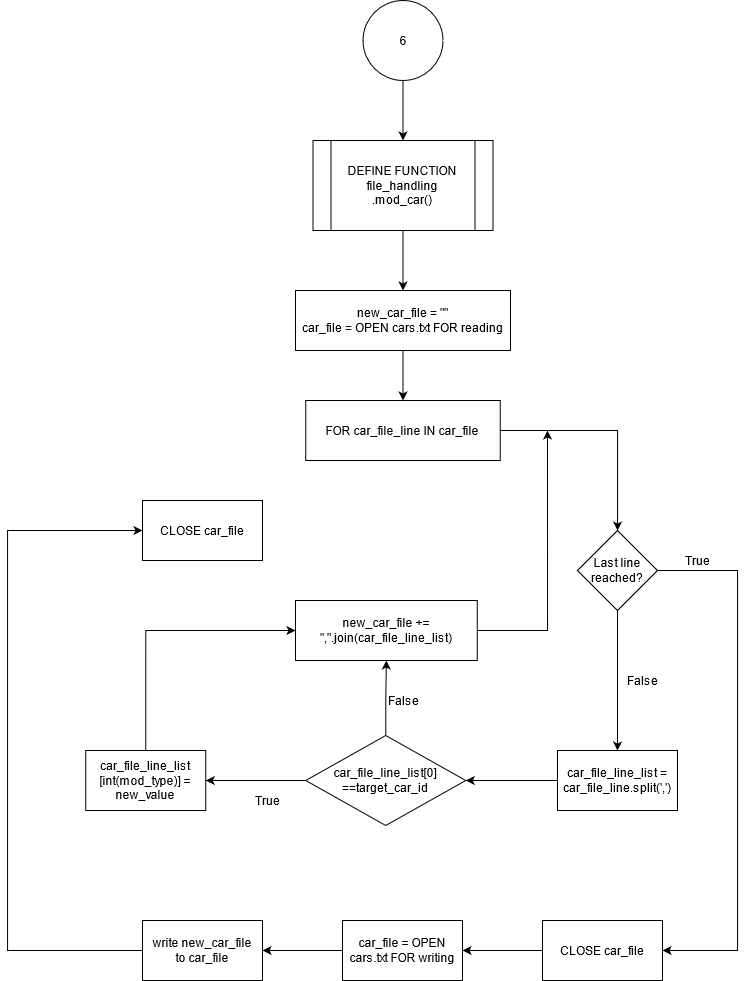 6
DEFINE FUNCTION
file_handling
.mod_car()
new_car_file = ""
car_file = OPEN cars.txt FOR reading
FOR car_file_line IN car_file
CLOSE car_file
Last line
reached?
True
new_car_file +=
",".join(car_file_line_list)
False
False
car_file_line_list
[int(mod_type)] =
new_value
car_file_line_list[0]
==target_car_id
True
car_file_line_list =
car_file_line.split(',')
write new_car_file
to car_file
car_file = OPEN
cars.txt FOR writing
CLOSE car_file